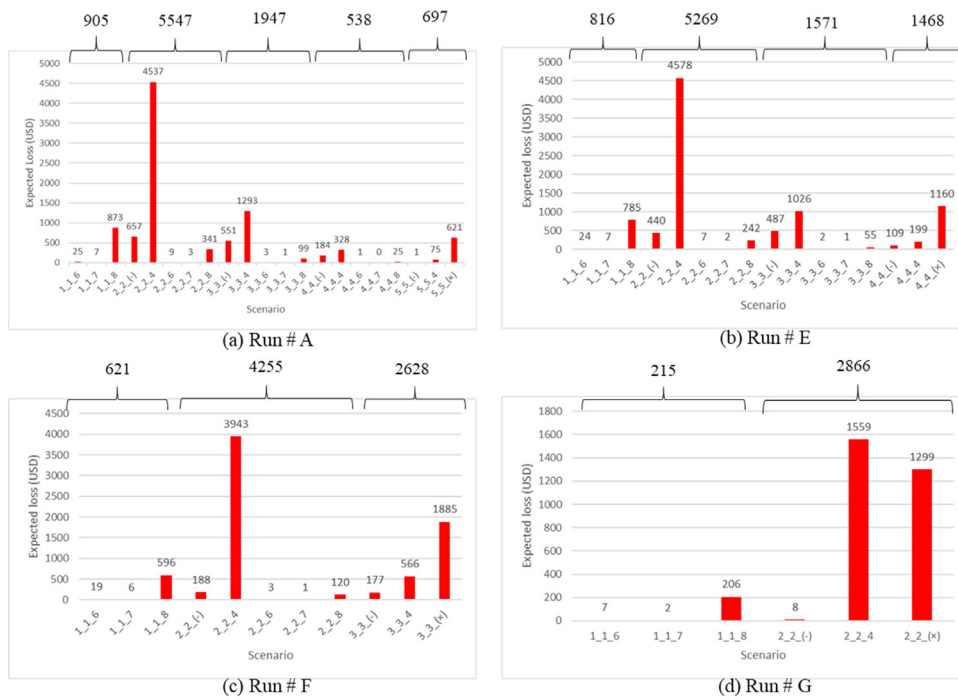 905 5547 1947 538 697
Expected Loss (USD)
5000
4500
4000
3500
3000
2500
2000
1500
1000
500
0
25 7 873 657 4537 9 3 341 551 1293 3 1 99 184 328 1 0 25 1 75 621
1_1_6 1_1_7 1_1_8 2_2_(-) 2_2_4 2_2_6 2_2_7 2_2_8 3_3_(-) 3_3_4 3_3_6 3_3_7 3_3_8 4_4_(-) 4_4_4 4_4_6 4_4_7 4_4_8 5_5_(-) 5_5_4 5_5_(×)
Scenario
(a) Run # A
816 5269 1571 1468
Expected loss (USD)
5000
4500
4000
3500
3000
2500
2000
1500
1000
500
0
24 7 785 440 4578 7 2 242 487 1026 2 1 55 109 199 1160
1_1_6 1_1_7 1_1_8 2_2_(-) 2_2_4 2_2_6 2_2_7 2_2_8 3_3_(-) 3_3_4 3_3_6 3_3_7 3_3_8 4_4_(-) 4_4_4 4_4_(×)
Scenario
(b) Run # E
621 4255 2628
Expected loss (USD)
4500
4000
3500
3000
2500
2000
1500
1000
500
0
19 6 596 188 3943 3 1 120 177 566 1885
1_1_6 1_1_7 1_1_8 2_2_(-) 2_2_4 2_2_6 2_2_7 2_2_8 3_3_(-) 3_3_4 3_3_(×)
Scenario
(c) Run # F
215 2866
Expected loss (USD)
1800
1600
1400
1200
1000
800
600
400
200
0
7 2 206 8 1559 1299
1_1_6 1_1_7 1_1_8 2_2_(-) 2_2_4 2_2_(×)
Scenario
(d) Run # G